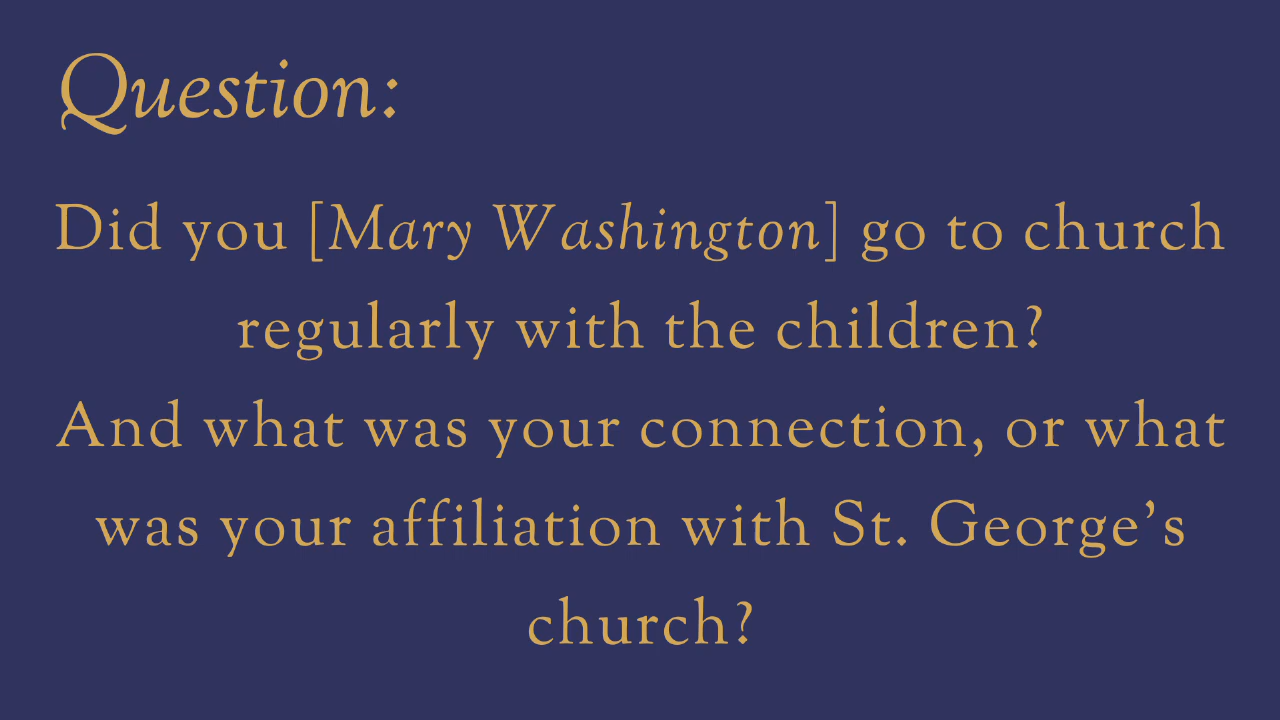 Question:
Did you [Mary Washington] go to church
regularly with the children?
And what was your connection, or what
was your affiliation with St. George’s
church?